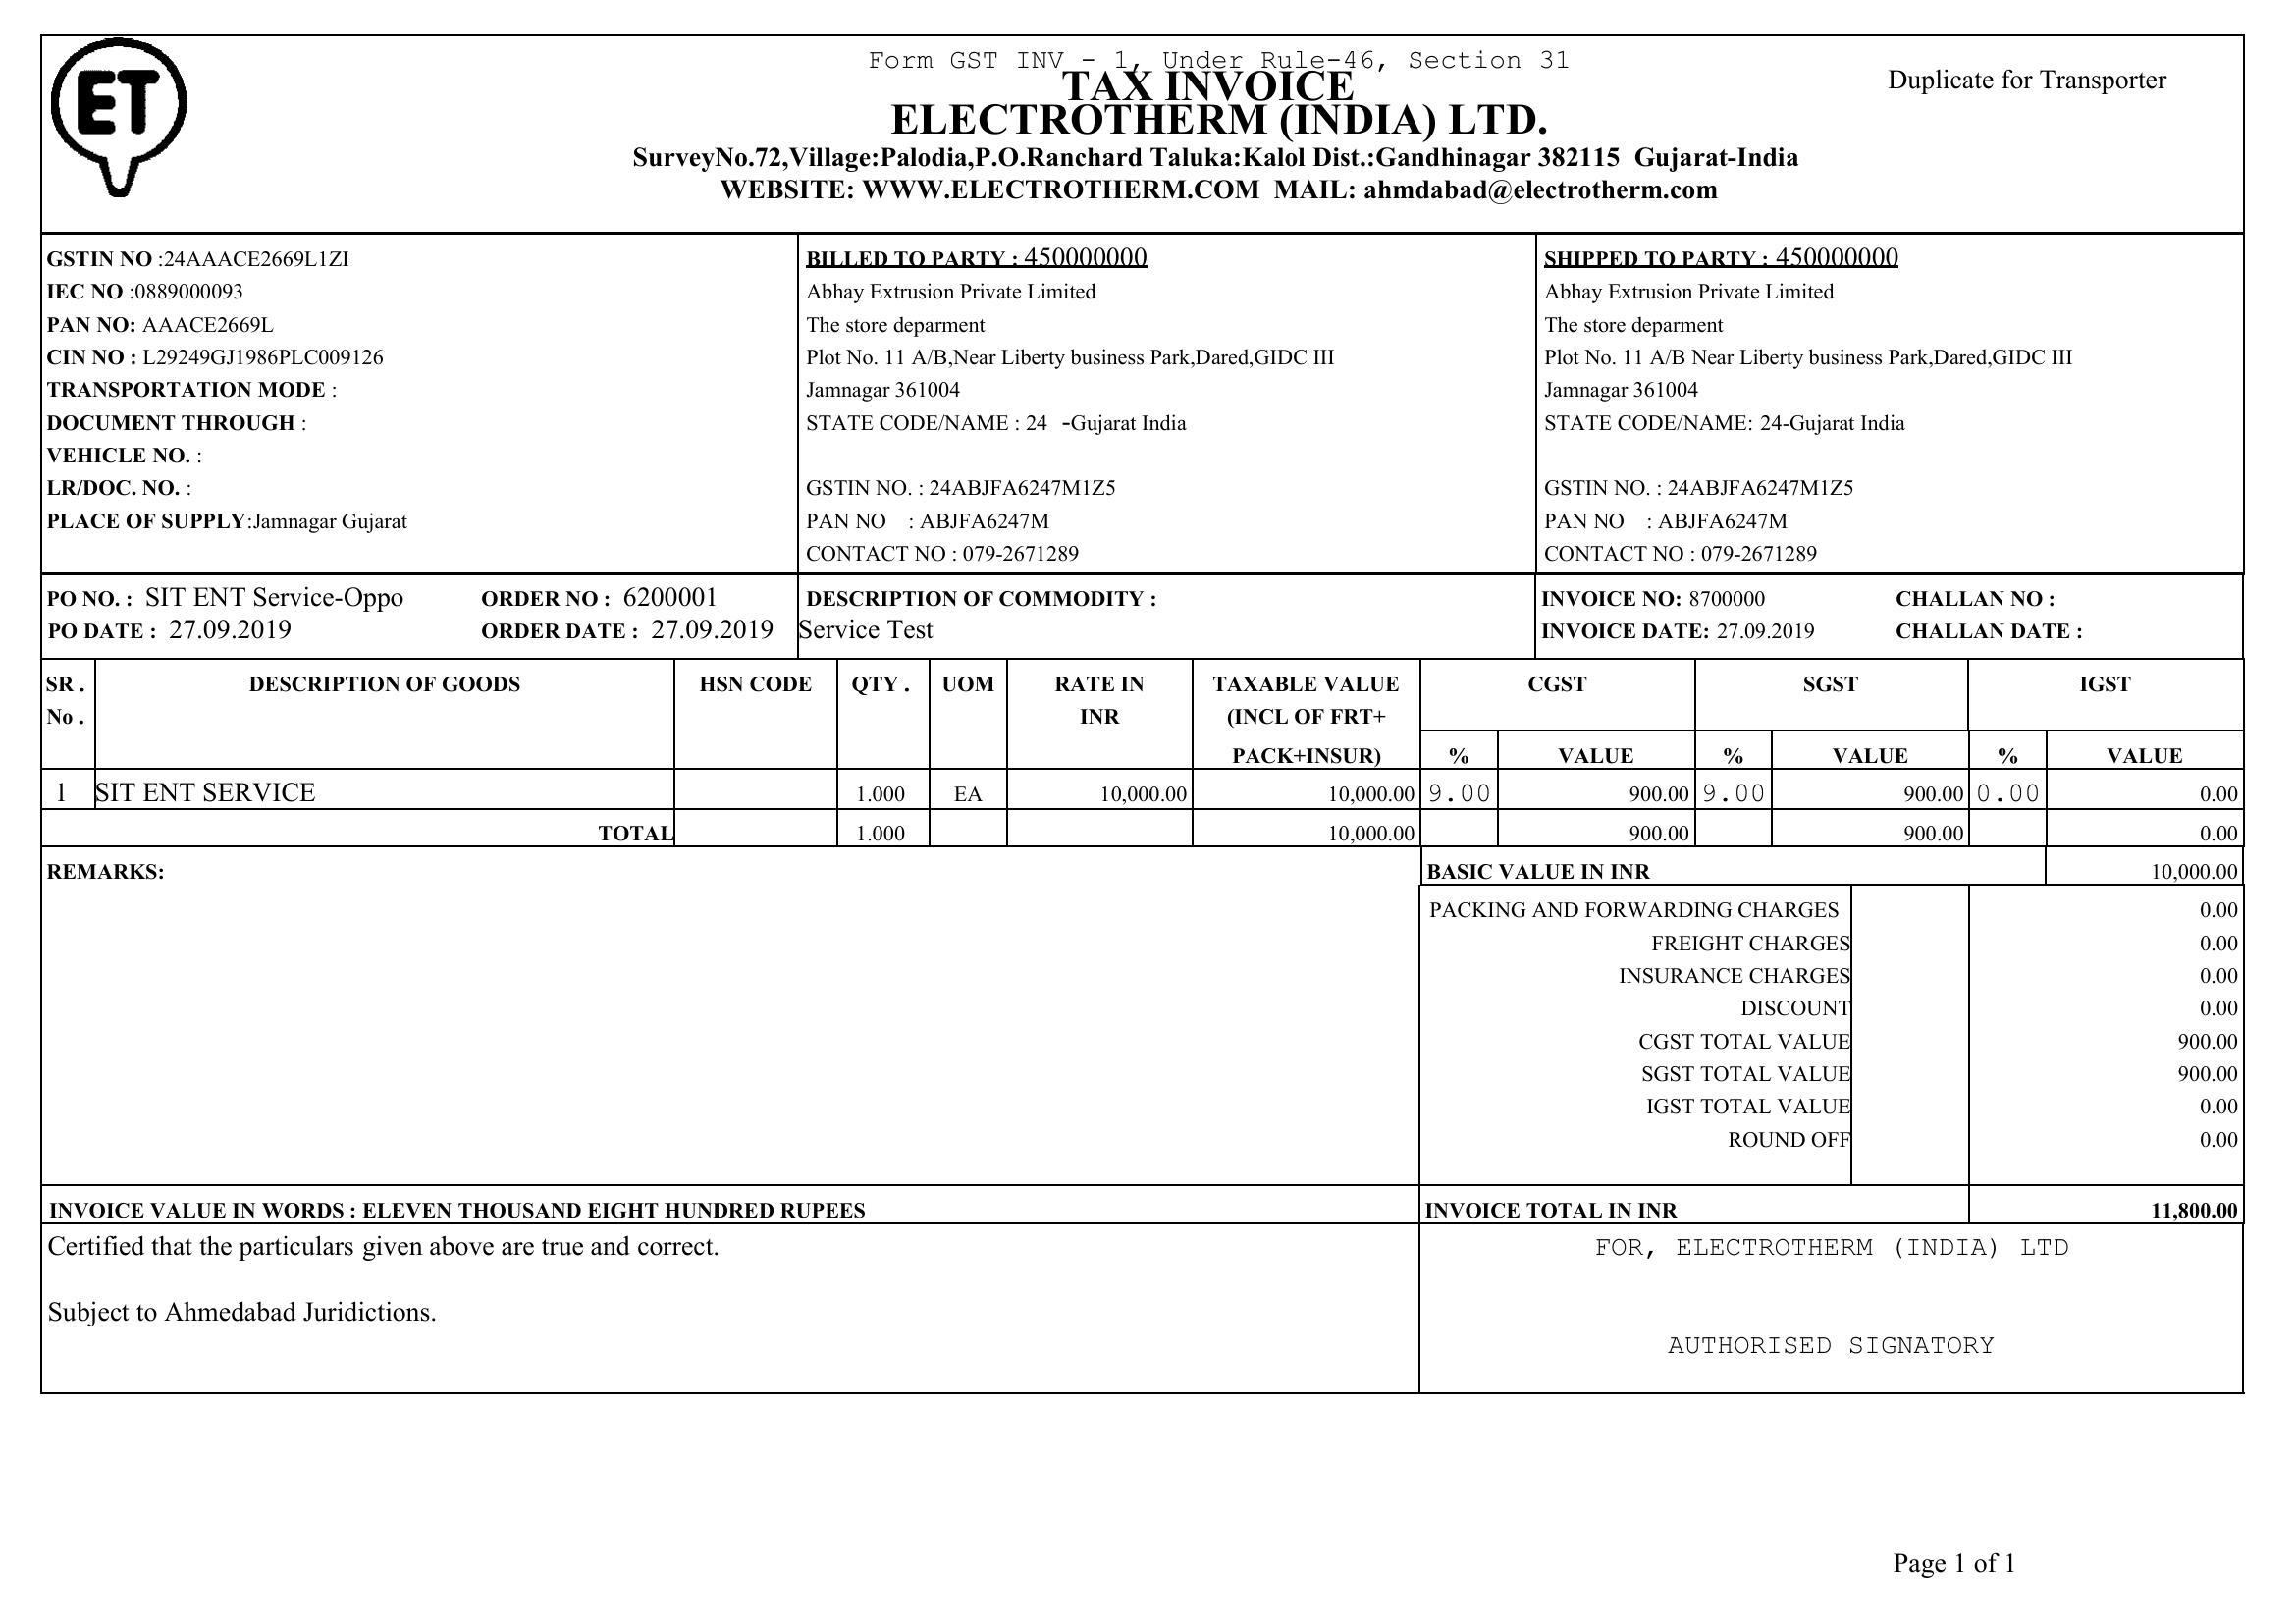 ET
Form GST INV - 1, Under Rule-46, Section 31
TAX INVOICE
Duplicate for Transporter
ELECTROTHERM (INDIA) LTD.
SurveyNo.72,Village:Palodia,P.O.Ranchard Taluka:Kalol Dist.:Gandhinagar 382115 Gujarat-India
WEBSITE: WWW.ELECTROTHERM.COM MAIL: ahmdabad@electrotherm.com
GSTIN NO :24AAACE2669L1ZI
IEC NO :0889000093
PAN NO: AAACE2669L
CIN NO : L29249GJ1986PLC009126
TRANSPORTATION MODE :
DOCUMENT THROUGH :
VEHICLE NO. :
LR/DOC. NO. :
PLACE OF SUPPLY:Jamnagar Gujarat
BILLED TO PARTY : 450000000
Abhay Extrusion Private Limited
The store deparment
Plot No. 11 A/B,Near Liberty business Park,Dared,GIDC III
Jamnagar 361004
STATE CODE/NAME : 24 -Gujarat India
GSTIN NO. : 24ABJFA6247M1Z5
PAN NO : ABJFA6247M
CONTACT NO : 079-2671289
SHIPPED TO PARTY : 450000000
Abhay Extrusion Private Limited
The store deparment
Plot No. 11 A/B Near Liberty business Park,Dared,GIDC III
Jamnagar 361004
STATE CODE/NAME: 24-Gujarat India
GSTIN NO. : 24ABJFA6247M1Z5
PAN NO : ABJFA6247M
CONTACT NO : 079-2671289
PO NO. : SIT ENT Service-Oppo ORDER NO : 6200001
PO DATE : 27.09.2019 ORDER DATE : 27.09.2019
DESCRIPTION OF COMMODITY :
Service Test
INVOICE NO: 8700000 CHALLAN NO :
INVOICE DATE: 27.09.2019 CHALLAN DATE :
SR . DESCRIPTION OF GOODS HSN CODE QTY . UOM RATE IN TAXABLE VALUE CGST SGST IGST
No . INR (INCL OF FRT+
PACK+INSUR) % VALUE % VALUE % VALUE
1 SIT ENT SERVICE 1.000 EA 10,000.00 10,000.00 9.00 900.00 9.00 900.00 0.00 0.00
TOTAL 1.000 10,000.00 900.00 900.00 0.00
REMARKS: BASIC VALUE IN INR 10,000.00
PACKING AND FORWARDING CHARGES 0.00
FREIGHT CHARGES 0.00
INSURANCE CHARGES 0.00
DISCOUNT 0.00
CGST TOTAL VALUE 900.00
SGST TOTAL VALUE 900.00
IGST TOTAL VALUE 0.00
ROUND OFF 0.00
INVOICE VALUE IN WORDS : ELEVEN THOUSAND EIGHT HUNDRED RUPEES INVOICE TOTAL IN INR 11,800.00
Certified that the particulars given above are true and correct.
Subject to Ahmedabad Juridictions.
FOR, ELECTROTHERM (INDIA) LTD
AUTHORISED SIGNATORY
Page 1 of 1